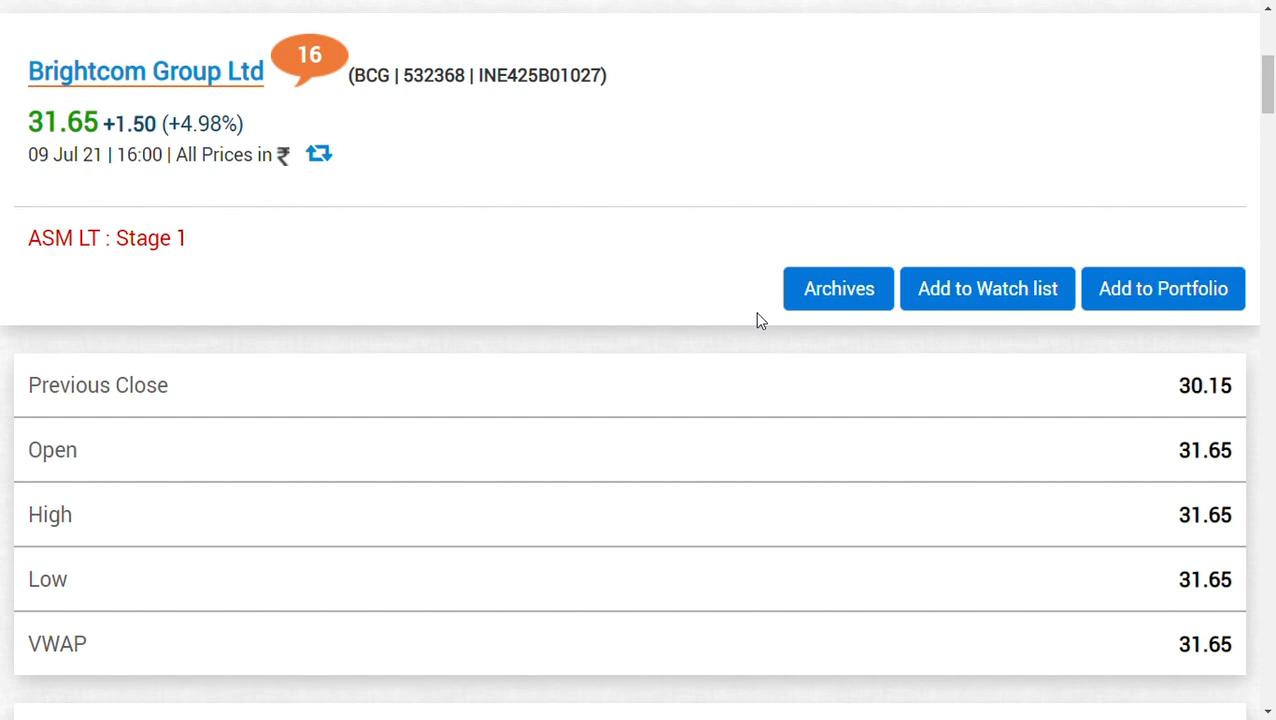 Brightcom Group Ltd 16 (BCG | 532368 | INE425B01027)
31.65 +1.50 (+4.98%)
09 Jul 21 | 16:00 | All Prices in ₹
ASM LT : Stage 1
Archives Add to Watch list Add to Portfolio
Previous Close 30.15
Open 31.65
High 31.65
Low 31.65
VWAP 31.65